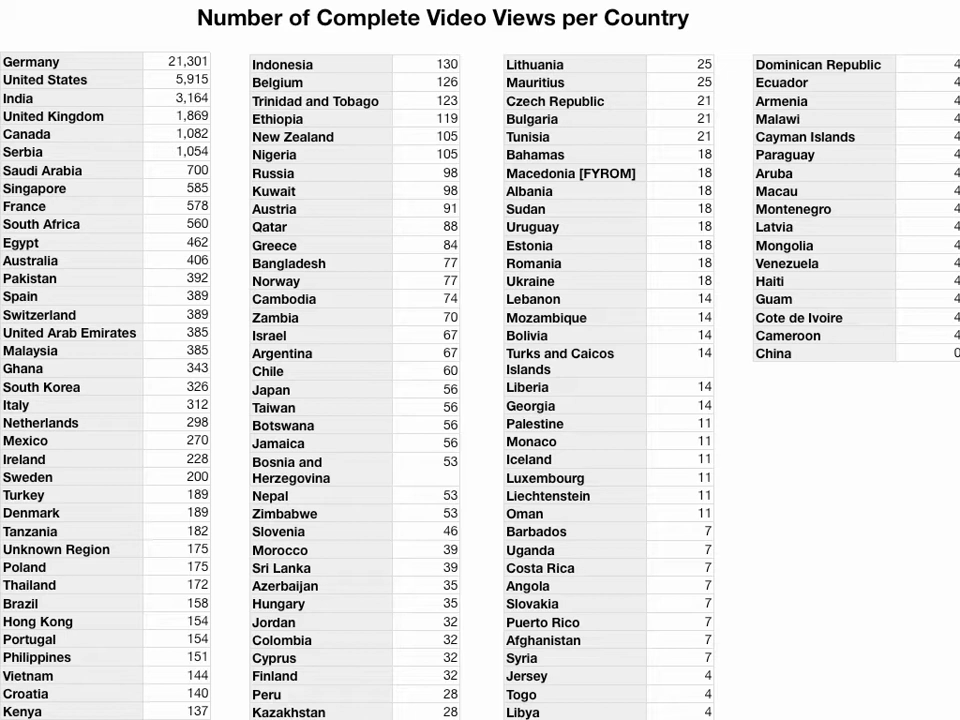 Number of Complete Video Views per Country
Germany 21,301
United States 5,915
India 3,164
United Kingdom 1,869
Canada 1,082
Serbia 1,054
Saudi Arabia 700
Singapore 585
France 578
South Africa 560
Egypt 462
Australia 406
Pakistan 392
Spain 389
Switzerland 389
United Arab Emirates 385
Malaysia 385
Ghana 343
South Korea 326
Italy 312
Netherlands 298
Mexico 270
Ireland 228
Sweden 200
Turkey 189
Denmark 189
Tanzania 182
Unknown Region 175
Poland 175
Thailand 172
Brazil 158
Hong Kong 154
Portugal 154
Philippines 151
Vietnam 144
Croatia 140
Kenya 137
Indonesia 130
Belgium 126
Trinidad and Tobago 123
Ethiopia 119
New Zealand 105
Nigeria 105
Russia 98
Kuwait 98
Austria 91
Qatar 88
Greece 84
Bangladesh 77
Norway 77
Cambodia 74
Zambia 70
Israel 67
Argentina 67
Chile 60
Japan 56
Taiwan 56
Botswana 56
Jamaica 56
Bosnia and 53
Herzegovina
Nepal 53
Zimbabwe 53
Slovenia 46
Morocco 39
Sri Lanka 39
Azerbaijan 35
Hungary 35
Jordan 32
Colombia 32
Cyprus 32
Finland 32
Peru 28
Kazakhstan 28
Lithuania 25
Mauritius 25
Czech Republic 21
Bulgaria 21
Tunisia 21
Bahamas 18
Macedonia [FYROM] 18
Albania 18
Sudan 18
Uruguay 18
Estonia 18
Romania 18
Ukraine 18
Lebanon 14
Mozambique 14
Bolivia 14
Turks and Caicos 14
Islands
Liberia 14
Georgia 14
Palestine 11
Monaco 11
Iceland 11
Luxembourg 11
Liechtenstein 11
Oman 11
Barbados 7
Uganda 7
Costa Rica 7
Angola 7
Slovakia 7
Puerto Rico 7
Afghanistan 7
Syria 7
Jersey 4
Togo 4
Libya 4
Dominican Republic 4
Ecuador 4
Armenia 4
Malawi 4
Cayman Islands 4
Paraguay 4
Aruba 4
Macau 4
Montenegro 4
Latvia 4
Mongolia 4
Venezuela 4
Haiti 4
Guam 4
Cote de Ivoire 4
Cameroon 4
China 0